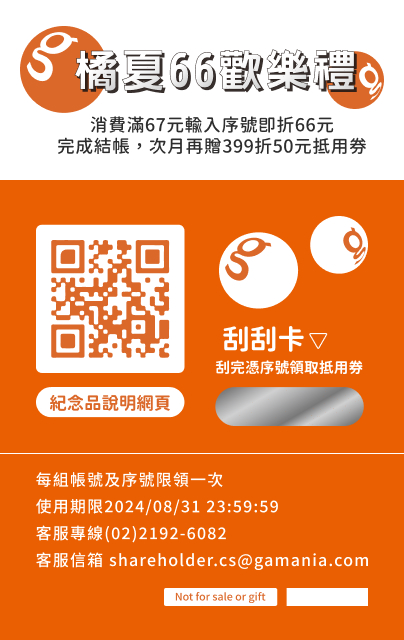 橘夏66歡樂禮
消費滿67元輸入序號即折66元
完成結帳，次月再贈399折50元抵用券
刮刮卡
刮完憑序號領取抵用券
紀念品說明網頁
每組帳號及序號限領一次
使用期限2024/08/31 23:59:59
客服專線(02)2192-6082
客服信箱 shareholder.cs@gamania.com
Not for sale or gift